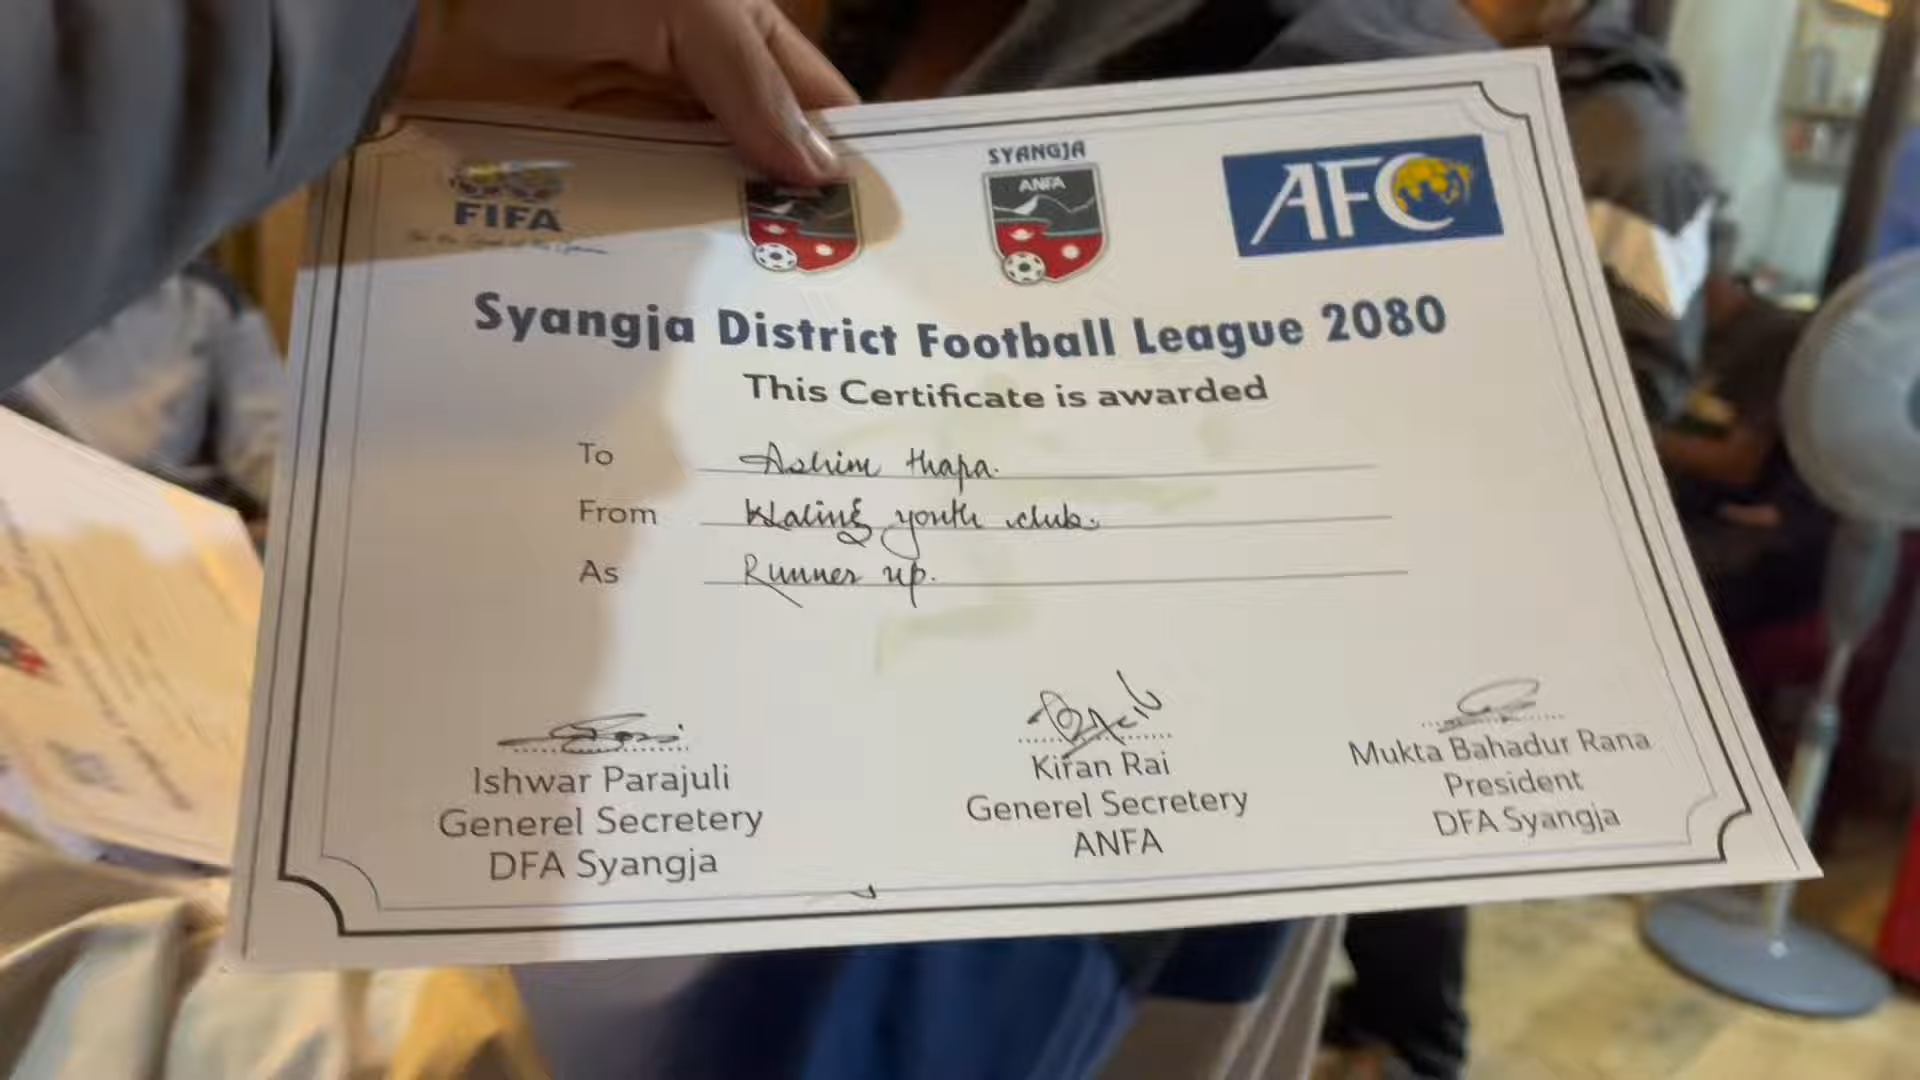 FIFA
SYANGJA
ANFA
AFC
Syangja District Football League 2080
This Certificate is awarded
To Ashim thapa.
From Waling youth club.
As Runner up.
Ishwar Parajuli
Generel Secretery
DFA Syangja
Kiran Rai
Generel Secretery
ANFA
Mukta Bahadur Rana
President
DFA Syangja